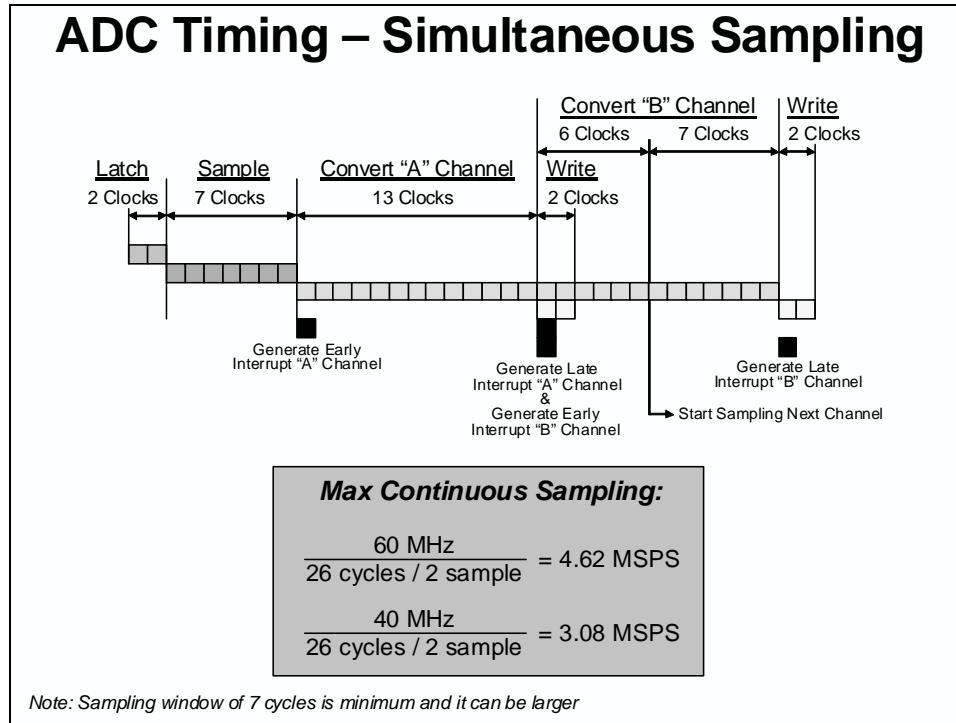 ADC Timing – Simultaneous Sampling
Convert “B” Channel
Write
6 Clocks
7 Clocks
2 Clocks
Latch
Sample
Convert “A” Channel
Write
2 Clocks
7 Clocks
13 Clocks
2 Clocks
Generate Early
Interrupt “A” Channel
Generate Late
Interrupt “A” Channel
&
Generate Early
Interrupt “B” Channel
Generate Late
Interrupt “B” Channel
Start Sampling Next Channel
Max Continuous Sampling:
60 MHz
26 cycles / 2 sample
= 4.62 MSPS
40 MHz
26 cycles / 2 sample
= 3.08 MSPS
Note: Sampling window of 7 cycles is minimum and it can be larger